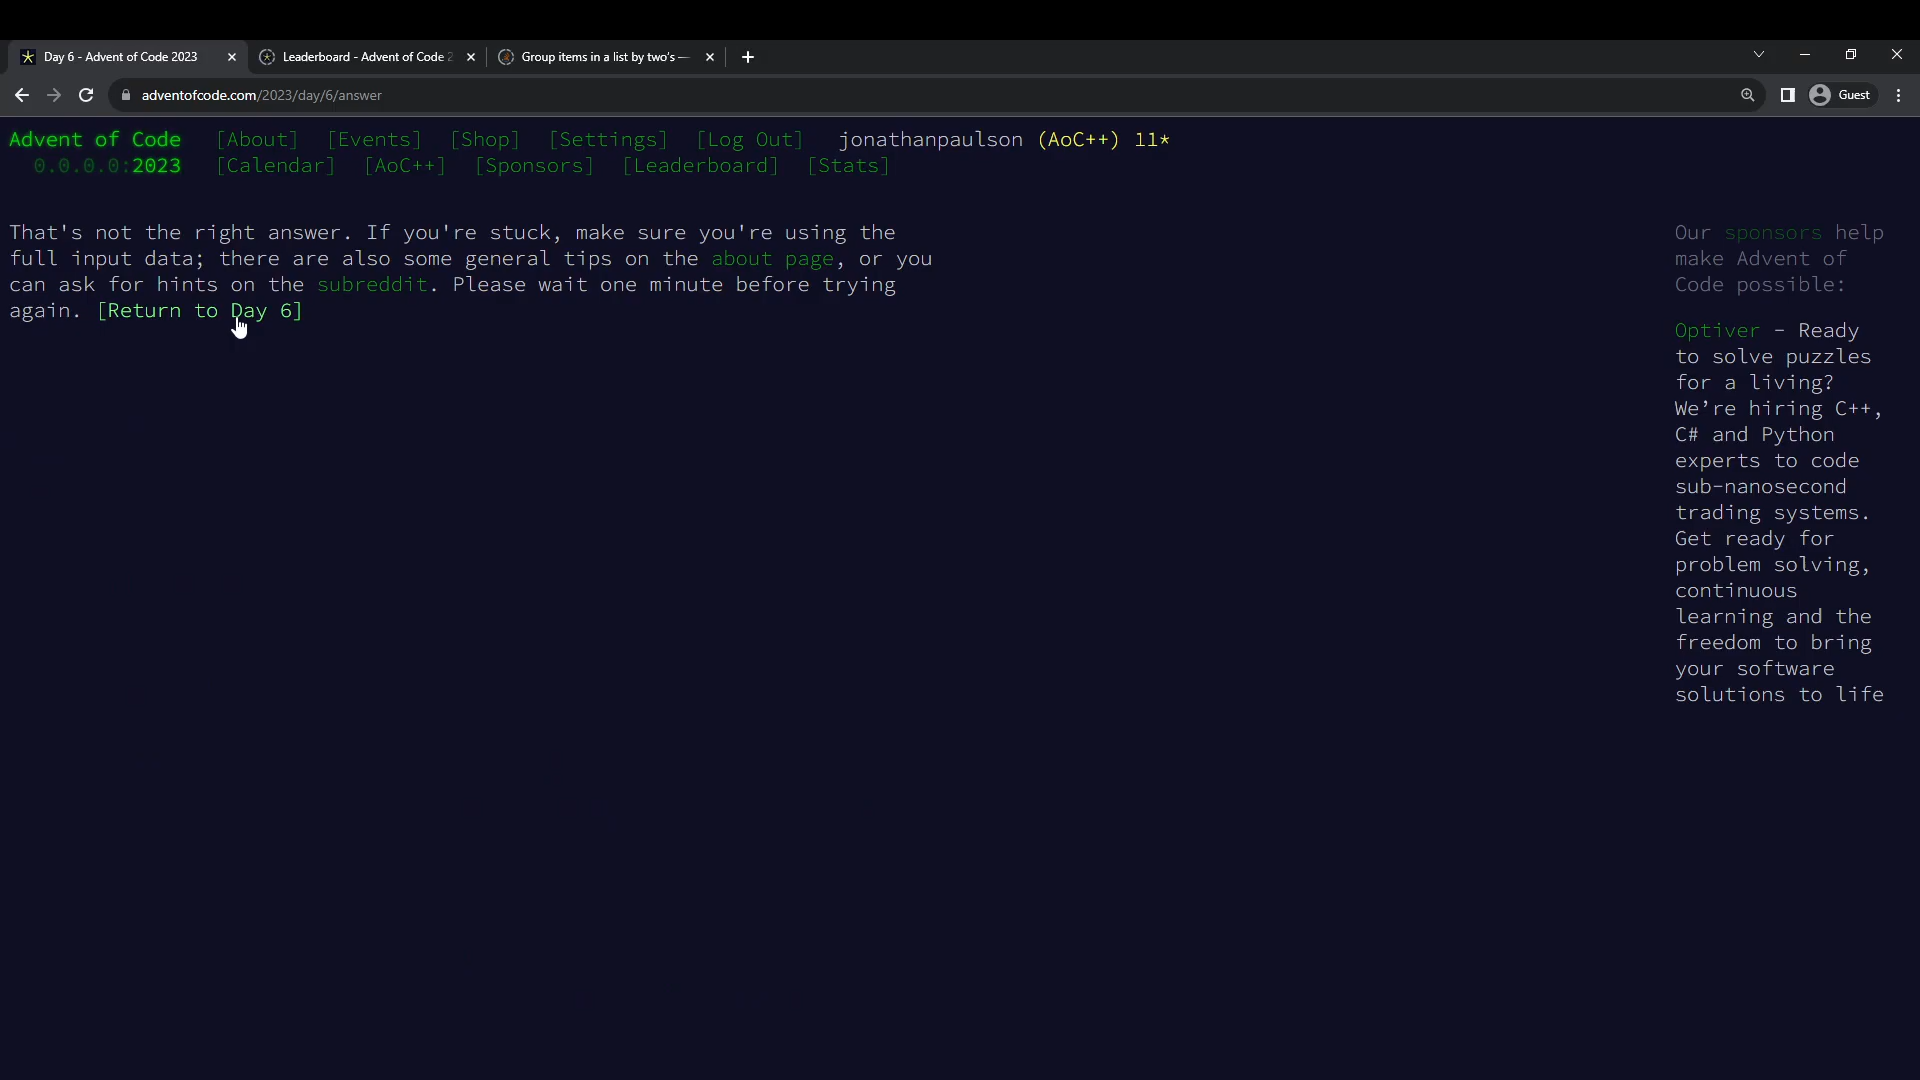 Day 6 - Advent of Code 2023
Leaderboard - Advent of Code 2
Group items in a list by two's —
adventofcode.com/2023/day/6/answer
Guest
Advent of Code [About] [Events] [Shop] [Settings] [Log Out] jonathanpaulson (AoC++) 11*
0.0.0.0:2023 [Calendar] [AoC++] [Sponsors] [Leaderboard] [Stats]
That's not the right answer. If you're stuck, make sure you're using the
full input data; there are also some general tips on the about page, or you
can ask for hints on the subreddit. Please wait one minute before trying
again. [Return to Day 6]
Our sponsors help
make Advent of
Code possible:
Optiver - Ready
to solve puzzles
for a living?
We’re hiring C++,
C# and Python
experts to code
sub-nanosecond
trading systems.
Get ready for
problem solving,
continuous
learning and the
freedom to bring
your software
solutions to life